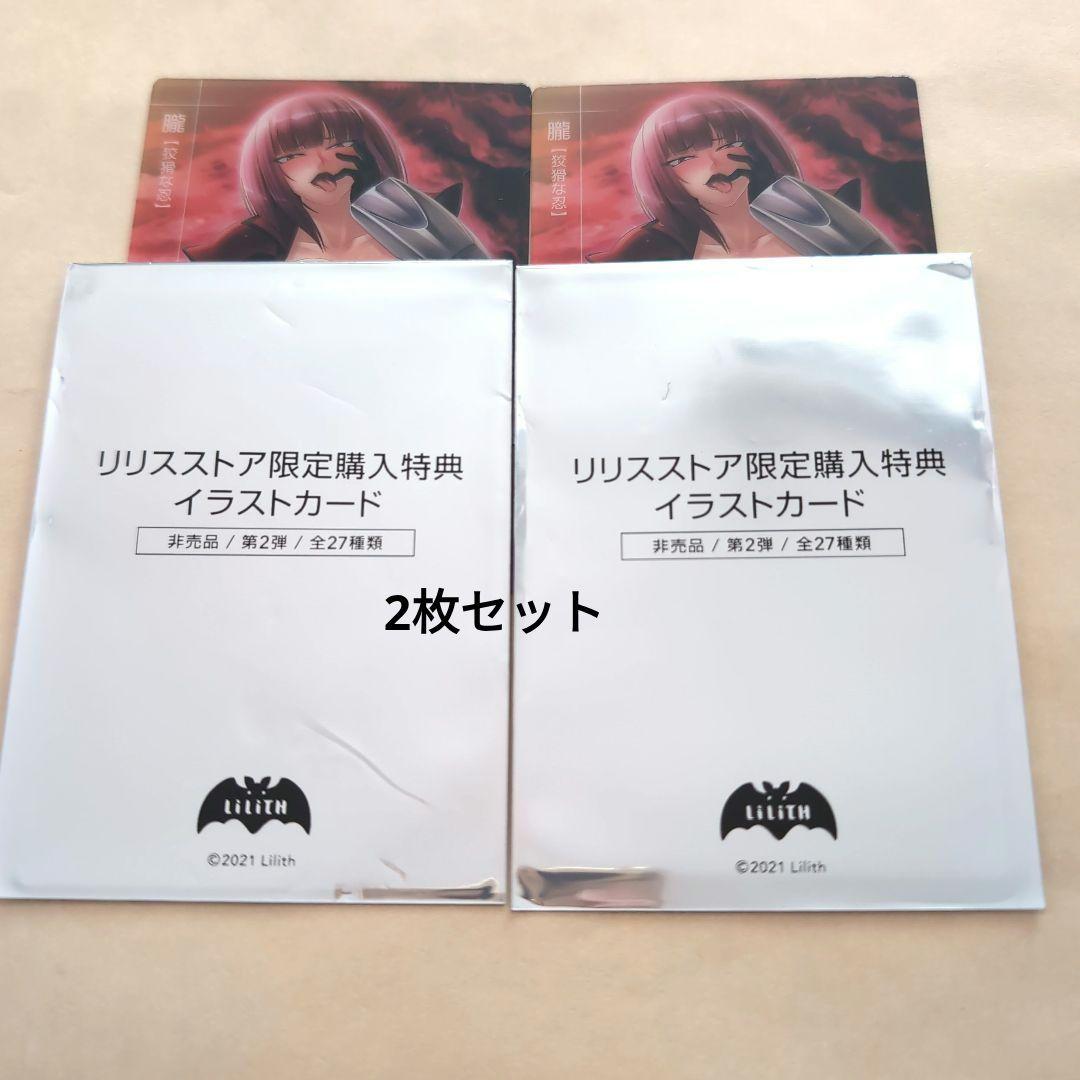 朧【狡猾な忍】
朧【狡猾な忍】
リリスストア限定購入特典
イラストカード
非売品 / 第2弾 / 全27種類
LiLiTH
©2021 Lilith
リリスストア限定購入特典
イラストカード
非売品 / 第2弾 / 全27種類
LiLiTH
©2021 Lilith
2枚セット